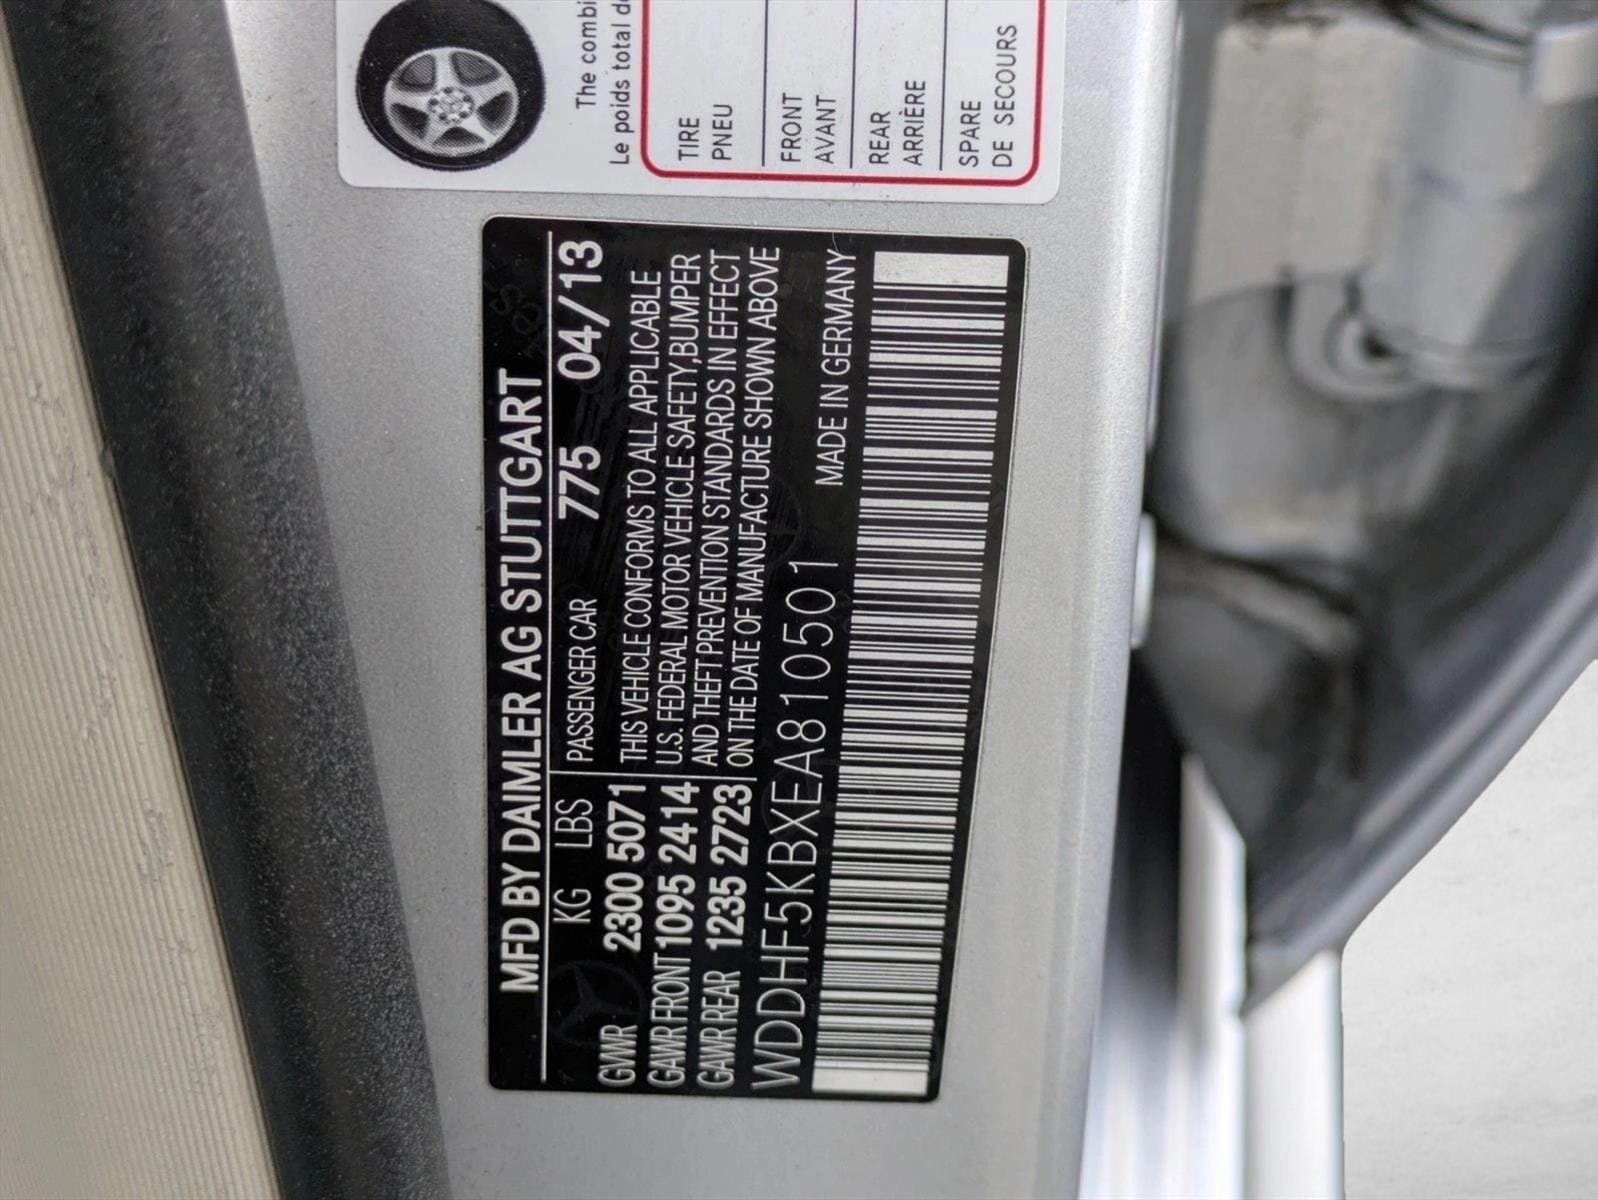 The combi
Le poids total de
TIRE
PNEU
FRONT
AVANT
REAR
ARRIÈRE
SPARE
DE SECOURS
MFD BY DAIMLER AG STUTTGART
KG LBS PASSENGER CAR 775 04/13
GVWR 2300 5071
GAWR FRONT 1095 2414
GAWR REAR 1235 2723
THIS VEHICLE CONFORMS TO ALL APPLICABLE
U.S. FEDERAL MOTOR VEHICLE SAFETY, BUMPER
AND THEFT PREVENTION STANDARDS IN EFFECT
ON THE DATE OF MANUFACTURE SHOWN ABOVE
WDDHF5KBXEA810501
MADE IN GERMANY